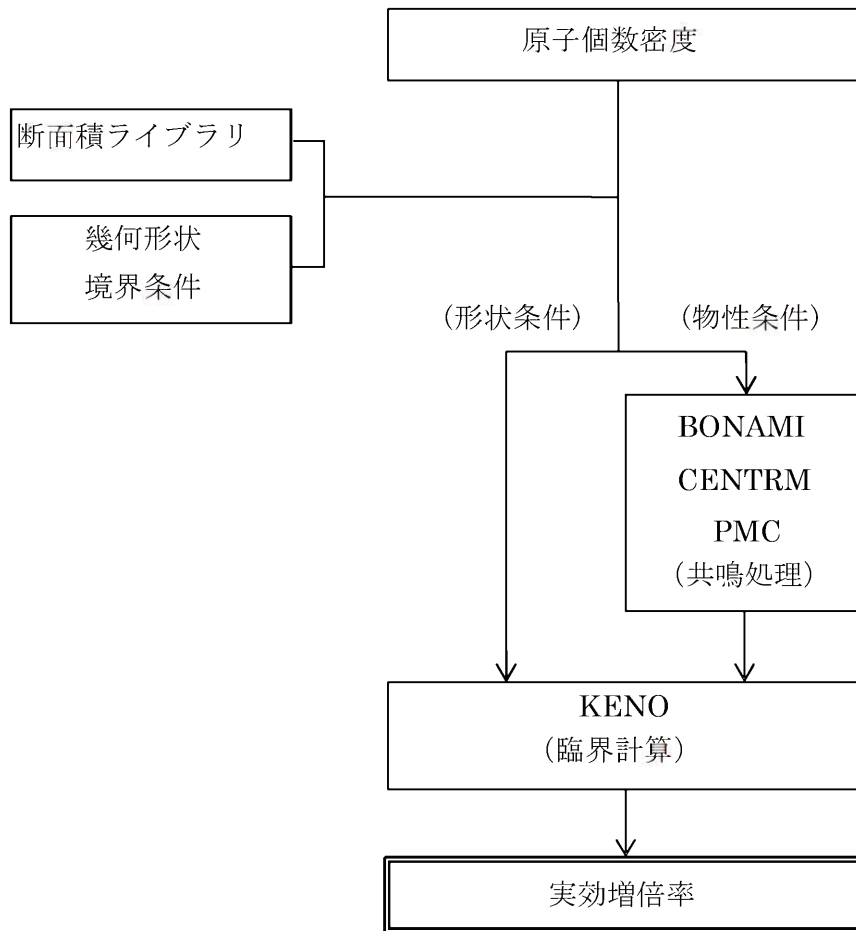 原子個数密度
断面積ライブラリ
幾何形状
境界条件
(形状条件)
(物性条件)
BONAMI
CENTRM
PMC
(共鳴処理)
KENO
(臨界計算)
実効増倍率